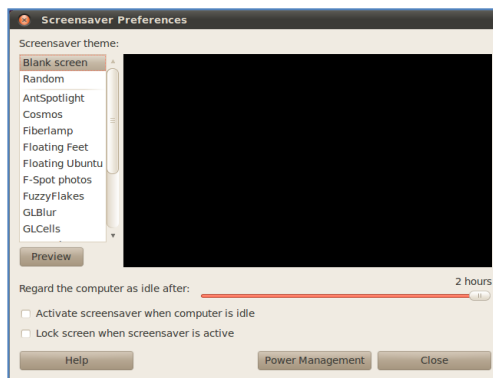 Screensaver Preferences
Screensaver theme:
Blank screen
Random
AntSpotlight
Cosmos
Fiberlamp
Floating Feet
Floating Ubuntu
F-Spot photos
FuzzyFlakes
GLBlur
GLCells
Preview
2 hours
Regard the computer as idle after:
Activate screensaver when computer is idle
Lock screen when screensaver is active
Help
Power Management
Close